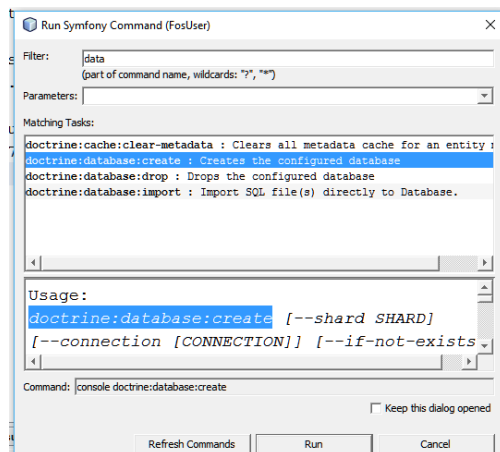 Run Symfony Command (FosUser)
Filter:
data
(part of command name, wildcards: "?", "*")
Parameters:
Matching Tasks:
doctrine:cache:clear-metadata : Clears all metadata cache for an entity
doctrine:database:create : Creates the configured database
doctrine:database:drop : Drops the configured database
doctrine:database:import : Import SQL file(s) directly to Database.
Usage:
doctrine:database:create [--shard SHARD]
[--connection [CONNECTION]] [--if-not-exists
Command: console doctrine:database:create
Keep this dialog opened
Refresh Commands Run Cancel